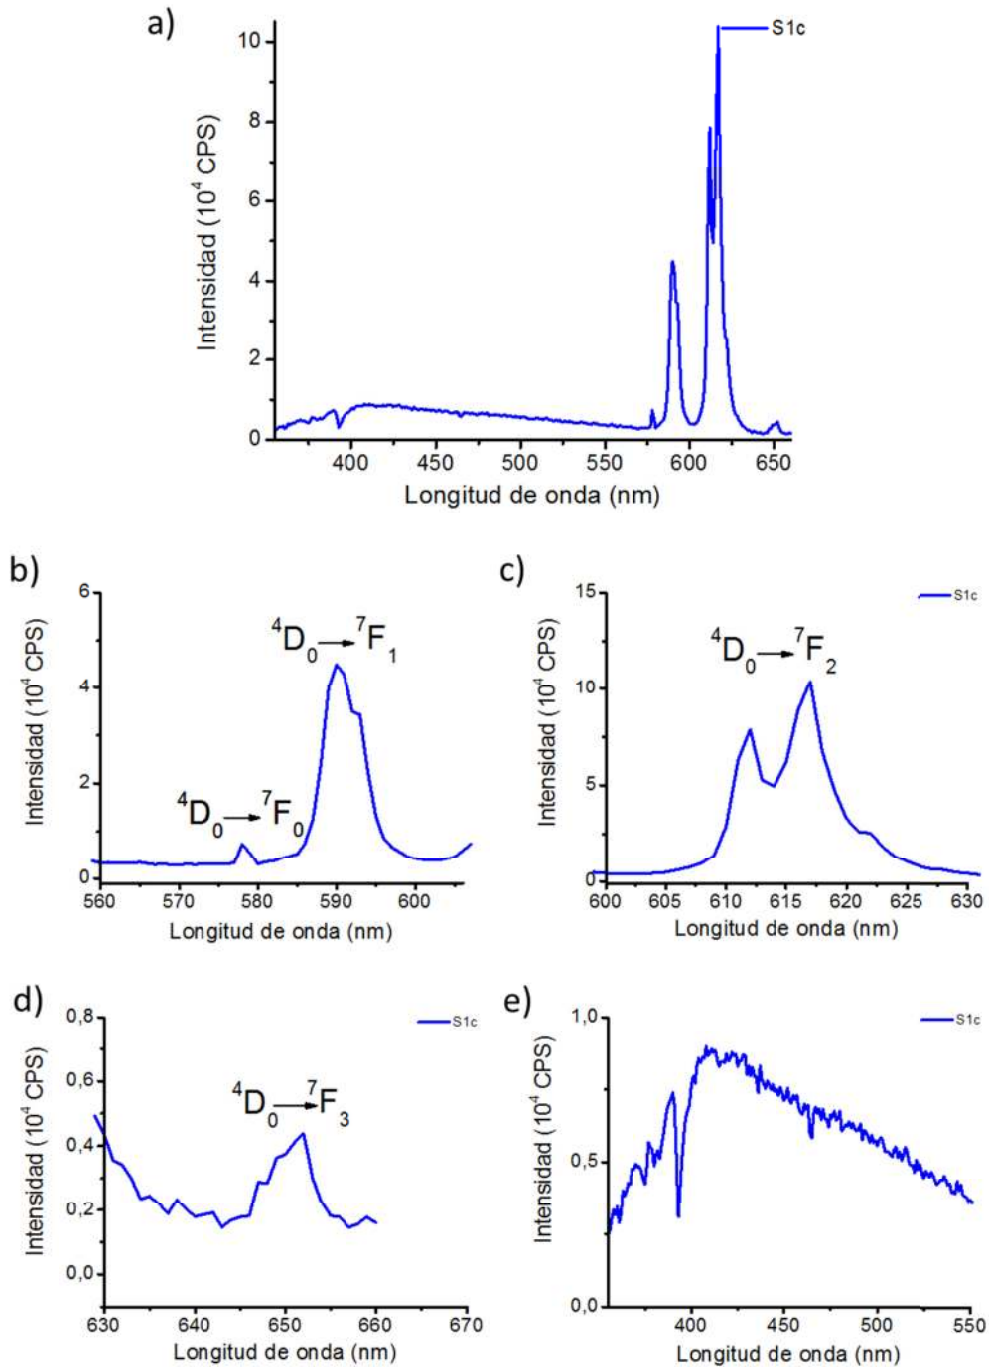 a)
S1c
10
8
6
4
2
0
Intensidad (10⁴ CPS)
400 450 500 550 600 650
Longitud de onda (nm)
b)
6
4
2
0
Intensidad (10⁴ CPS)
⁴D₀→⁷F₁
⁴D₀→⁷F₀
560 570 580 590 600
Longitud de onda (nm)
c)
S1c
15
10
5
0
Intensidad (10⁴ CPS)
⁴D₀→⁷F₂
600 605 610 615 620 625 630
Longitud de onda (nm)
d)
S1c
0,8
0,6
0,4
0,2
0,0
Intensidad (10⁴ CPS)
⁴D₀→⁷F₃
630 640 650 660 670
Longitud de onda (nm)
e)
S1c
1,0
0,5
0,0
Intensidad (10⁴ CPS)
400 450 500 550
Longitud de onda (nm)